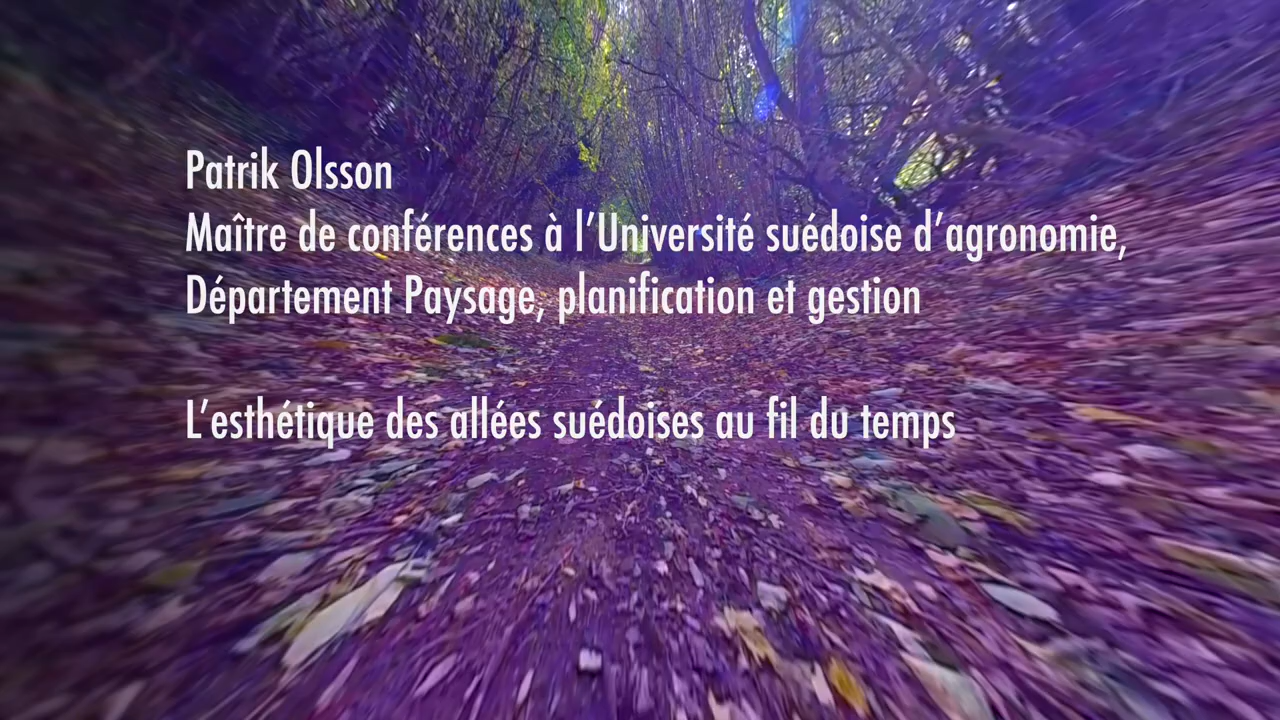 Patrik Olsson
Maître de conférences à l’Université suédoise d’agronomie,
Département Paysage, planification et gestion
L’esthétique des allées suédoises au fil du temps